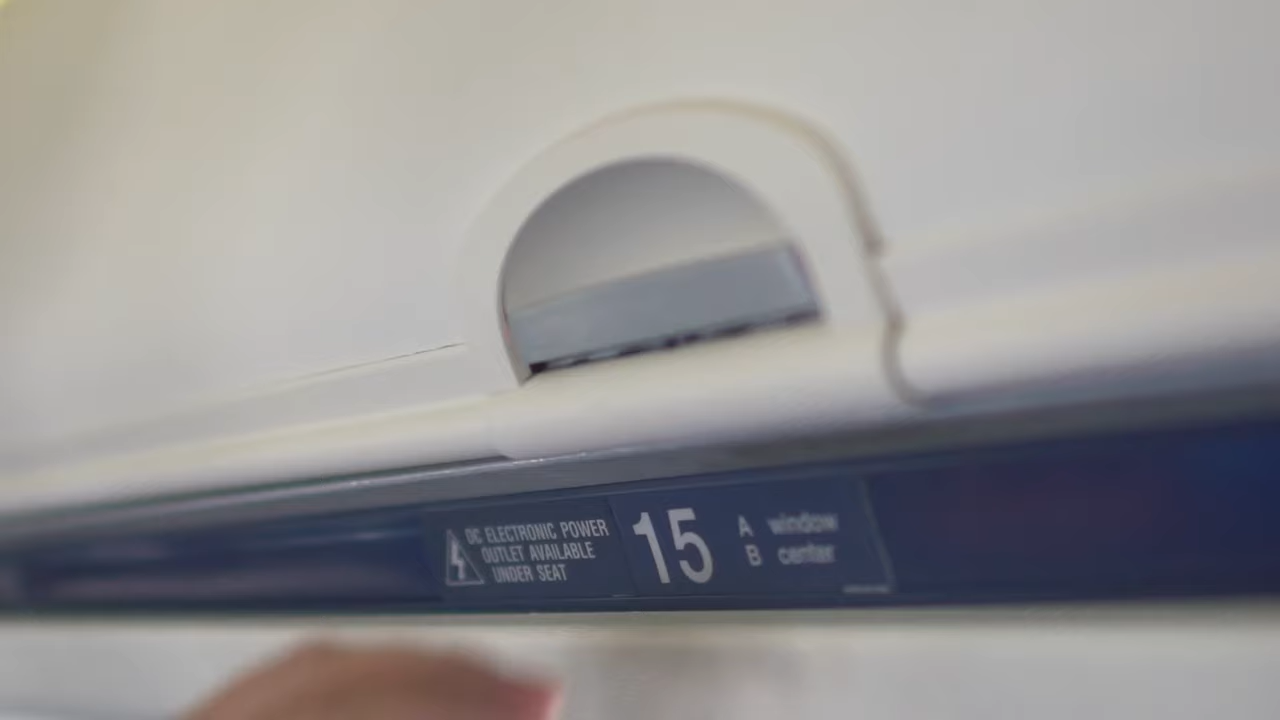 DC ELECTRONIC POWER
OUTLET AVAILABLE
UNDER SEAT
15
A window
B center